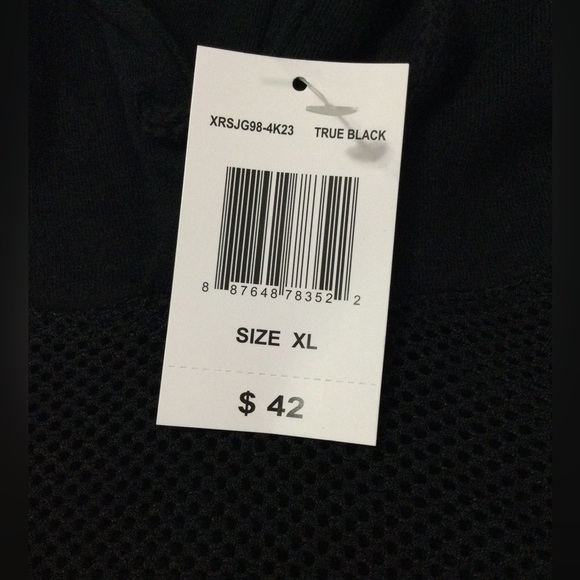 XRSJG98-4K23 TRUE BLACK
8 87648 78352 2
SIZE XL
$ 42